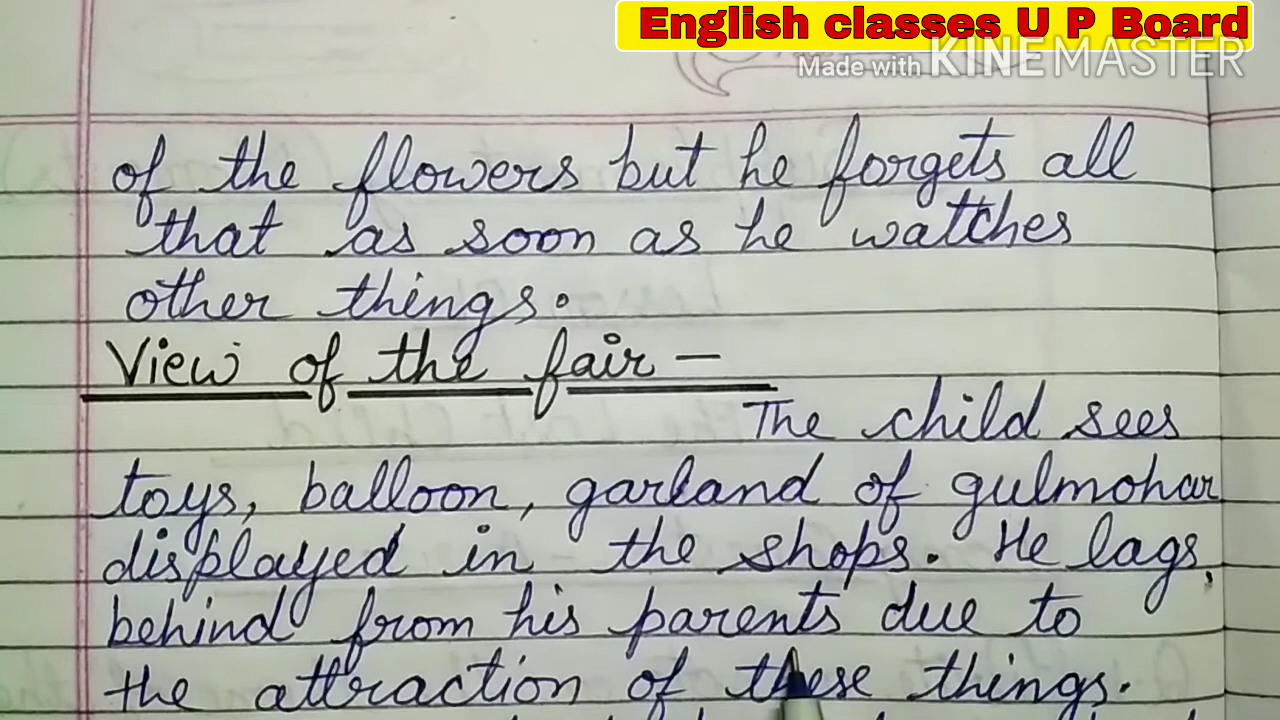 English classes U P Board
Made with KINEMASTER
of the flowers but he forgets all
that as soon as he watches
other things.
View of the fair —
The child sees
toys, balloon, garland of gulmohar
displayed in the shops. He lags
behind from his parents due to
the attraction of these things.